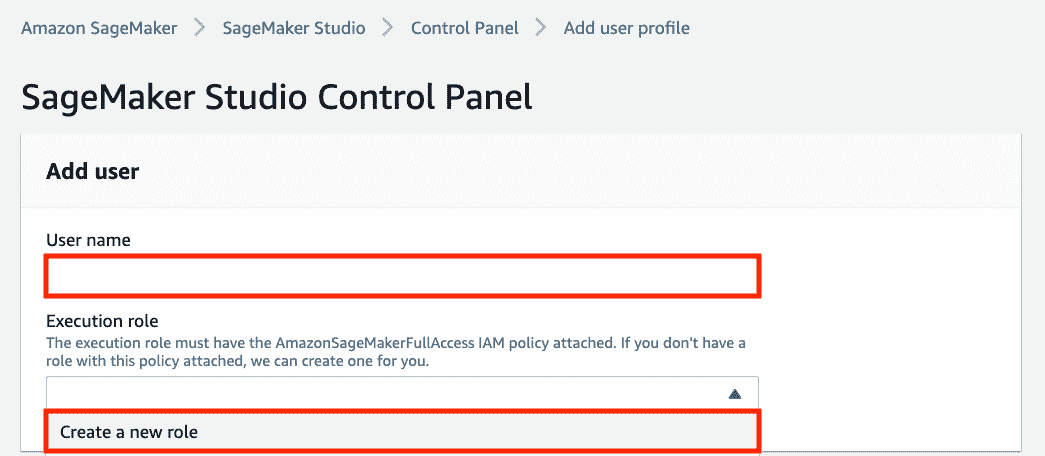 Amazon SageMaker > SageMaker Studio > Control Panel > Add user profile
SageMaker Studio Control Panel
Add user
User name
Execution role
The execution role must have the AmazonSageMakerFullAccess IAM policy attached. If you don't have a
role with this policy attached, we can create one for you.
Create a new role